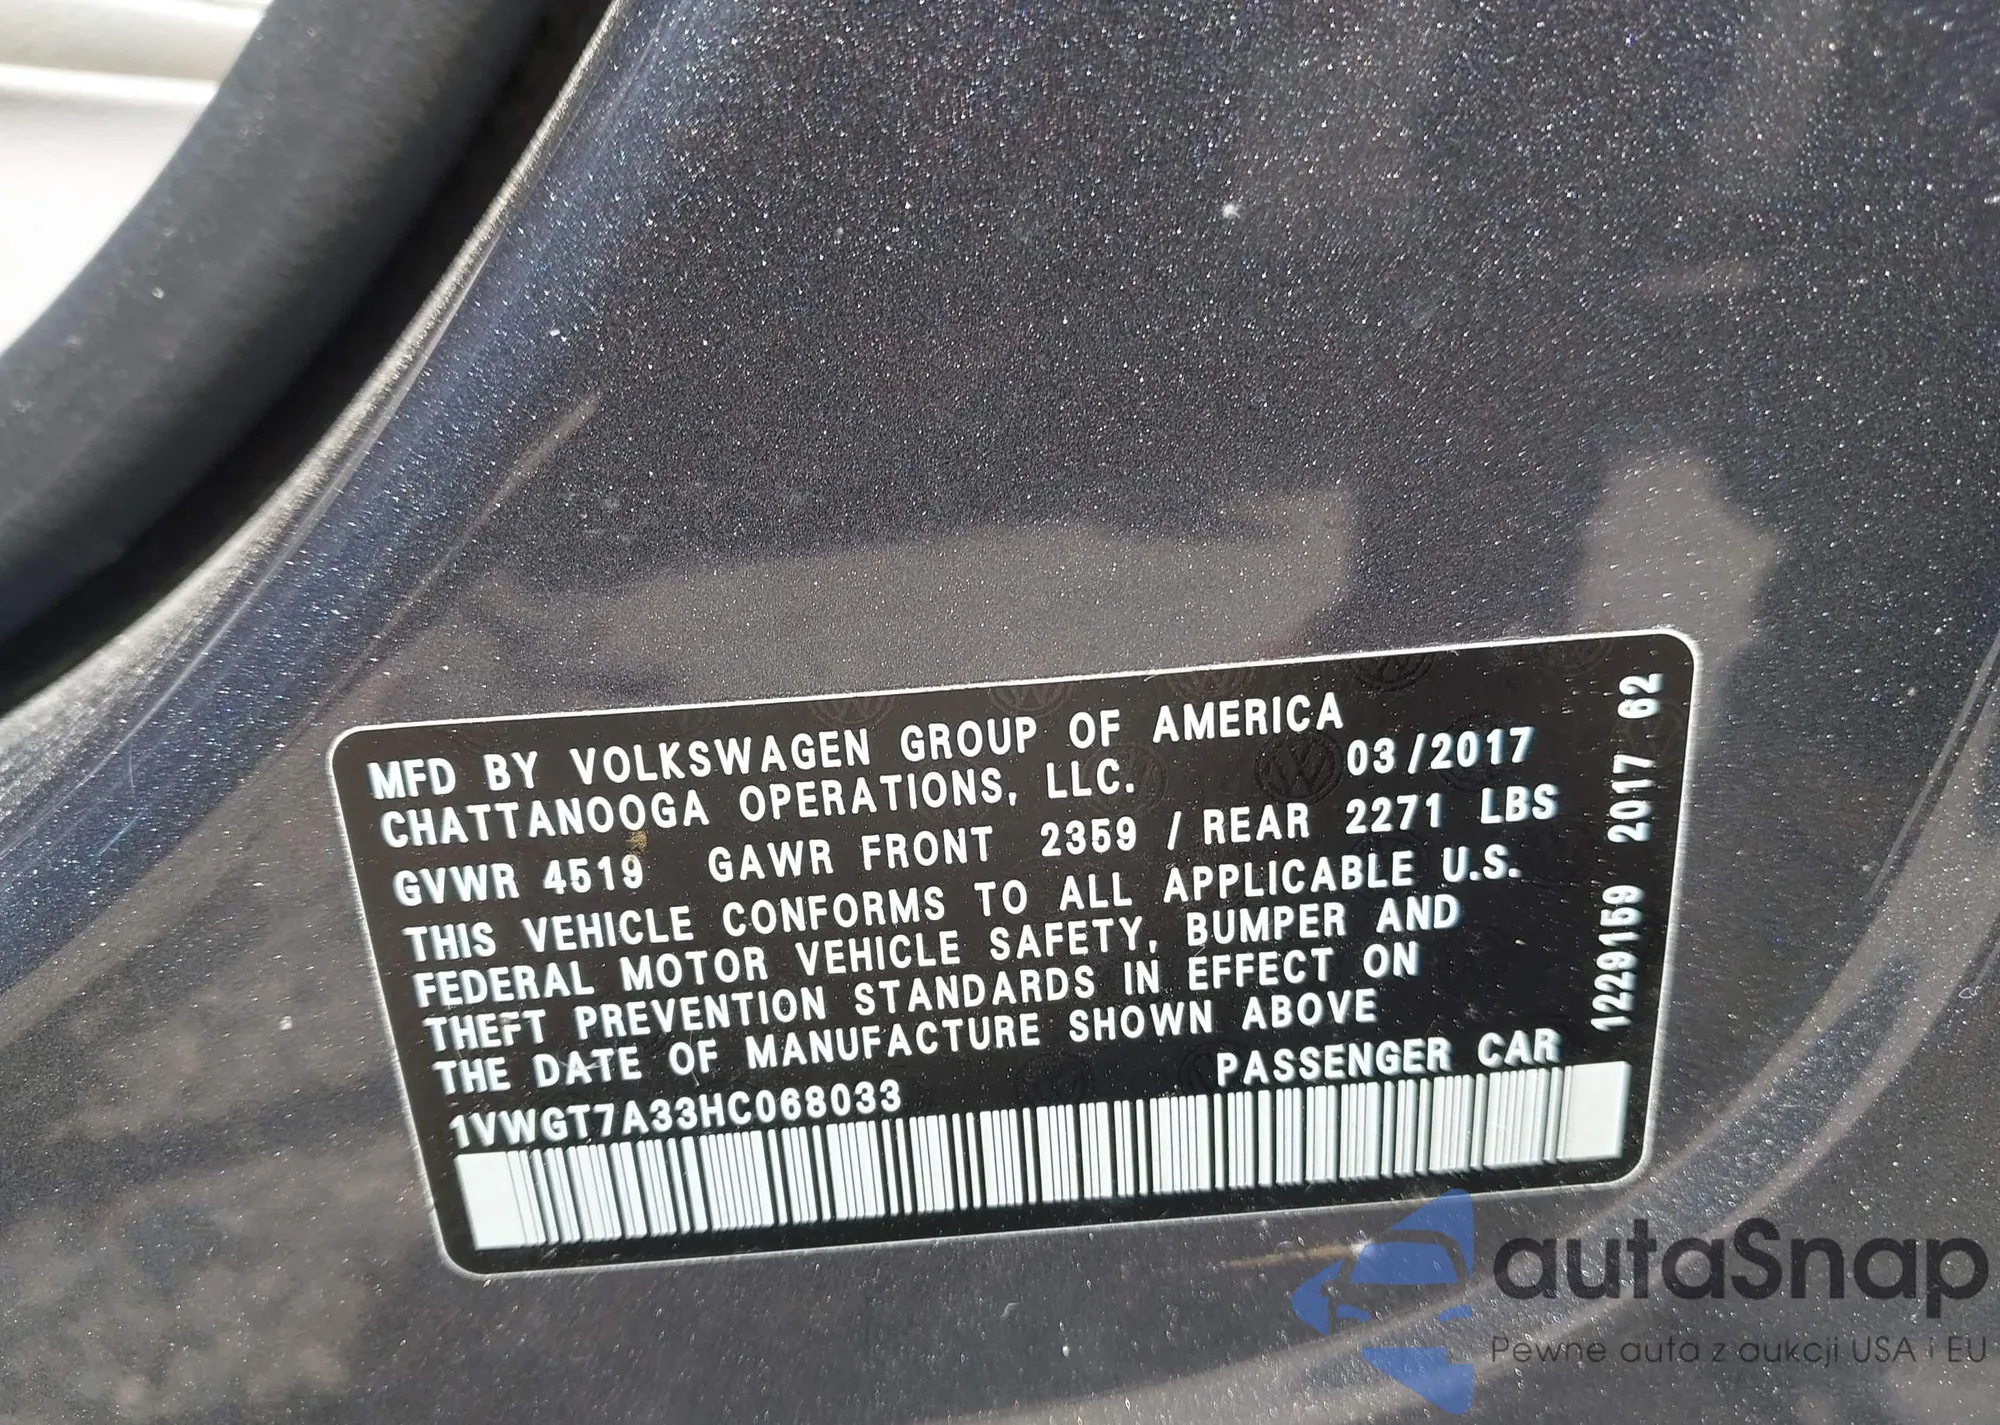 MFD BY VOLKSWAGEN GROUP OF AMERICA
CHATTANOOGA OPERATIONS, LLC. 03/2017
GVWR 4519 GAWR FRONT 2359 / REAR 2271 LBS
THIS VEHICLE CONFORMS TO ALL APPLICABLE U.S.
FEDERAL MOTOR VEHICLE SAFETY, BUMPER AND
THEFT PREVENTION STANDARDS IN EFFECT ON
THE DATE OF MANUFACTURE SHOWN ABOVE
1VWGT7A33HC068033 PASSENGER CAR
1229159 2017 62
autaSnap
Pewne auta z aukcji USA i EU